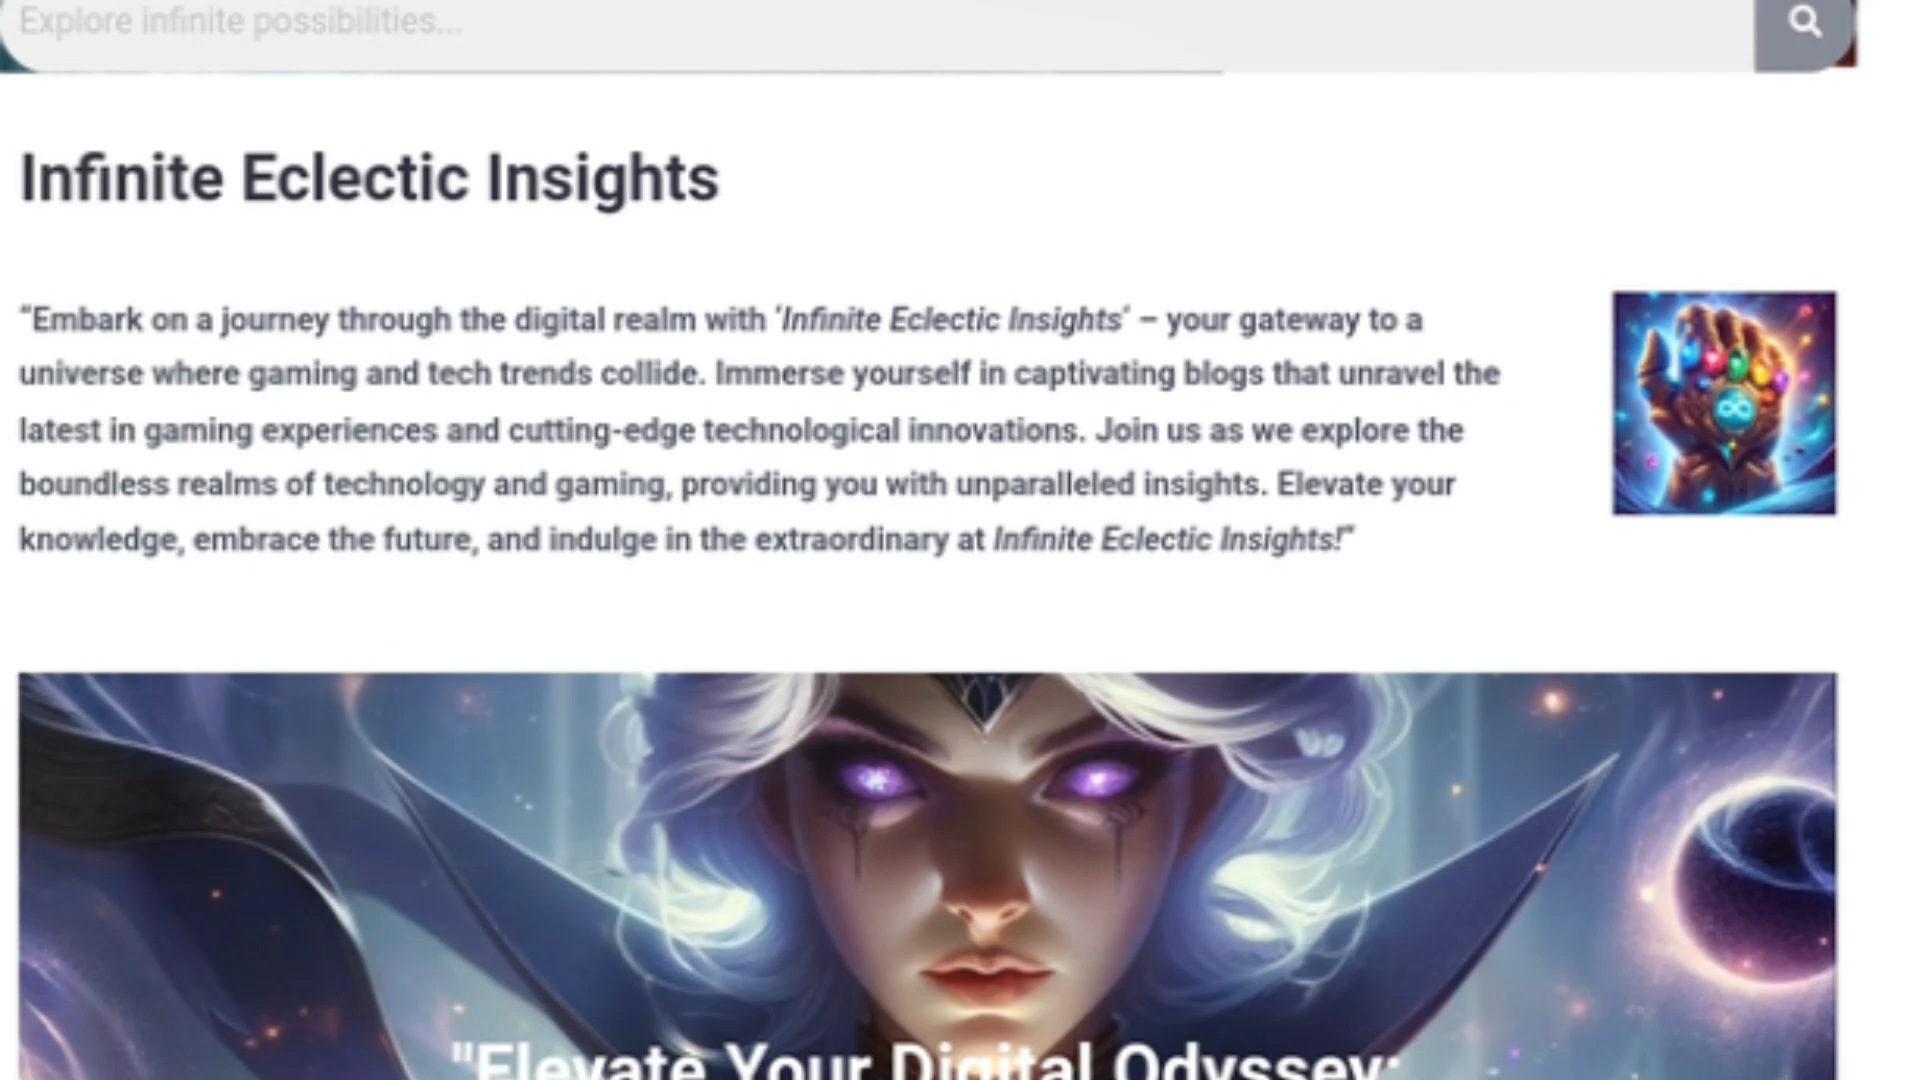 Explore infinite possibilities...
Infinite Eclectic Insights
“Embark on a journey through the digital realm with ‘Infinite Eclectic Insights‘ – your gateway to a
universe where gaming and tech trends collide. Immerse yourself in captivating blogs that unravel the
latest in gaming experiences and cutting-edge technological innovations. Join us as we explore the
boundless realms of technology and gaming, providing you with unparalleled insights. Elevate your
knowledge, embrace the future, and indulge in the extraordinary at Infinite Eclectic Insights!”
"Elevate Your Digital Odyssey: